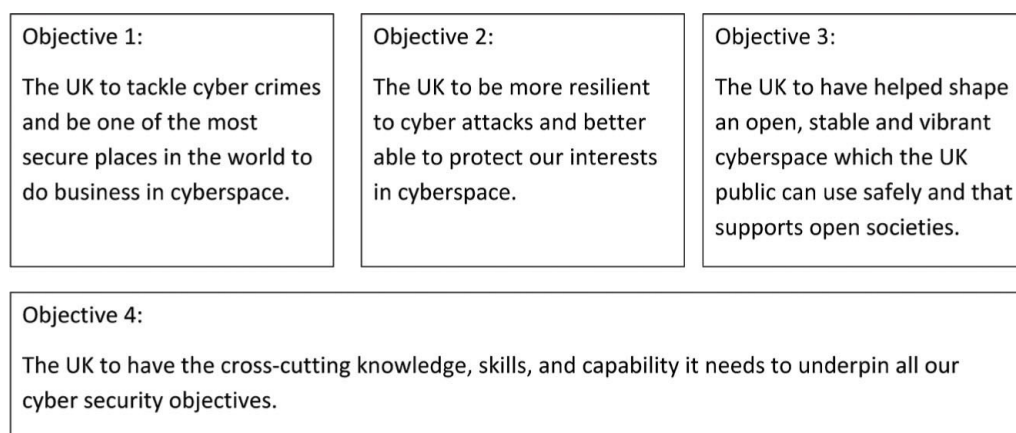 Objective 1:
The UK to tackle cyber crimes
and be one of the most
secure places in the world to
do business in cyberspace.
Objective 2:
The UK to be more resilient
to cyber attacks and better
able to protect our interests
in cyberspace.
Objective 3:
The UK to have helped shape
an open, stable and vibrant
cyberspace which the UK
public can use safely and that
supports open societies.
Objective 4:
The UK to have the cross-cutting knowledge, skills, and capability it needs to underpin all our
cyber security objectives.